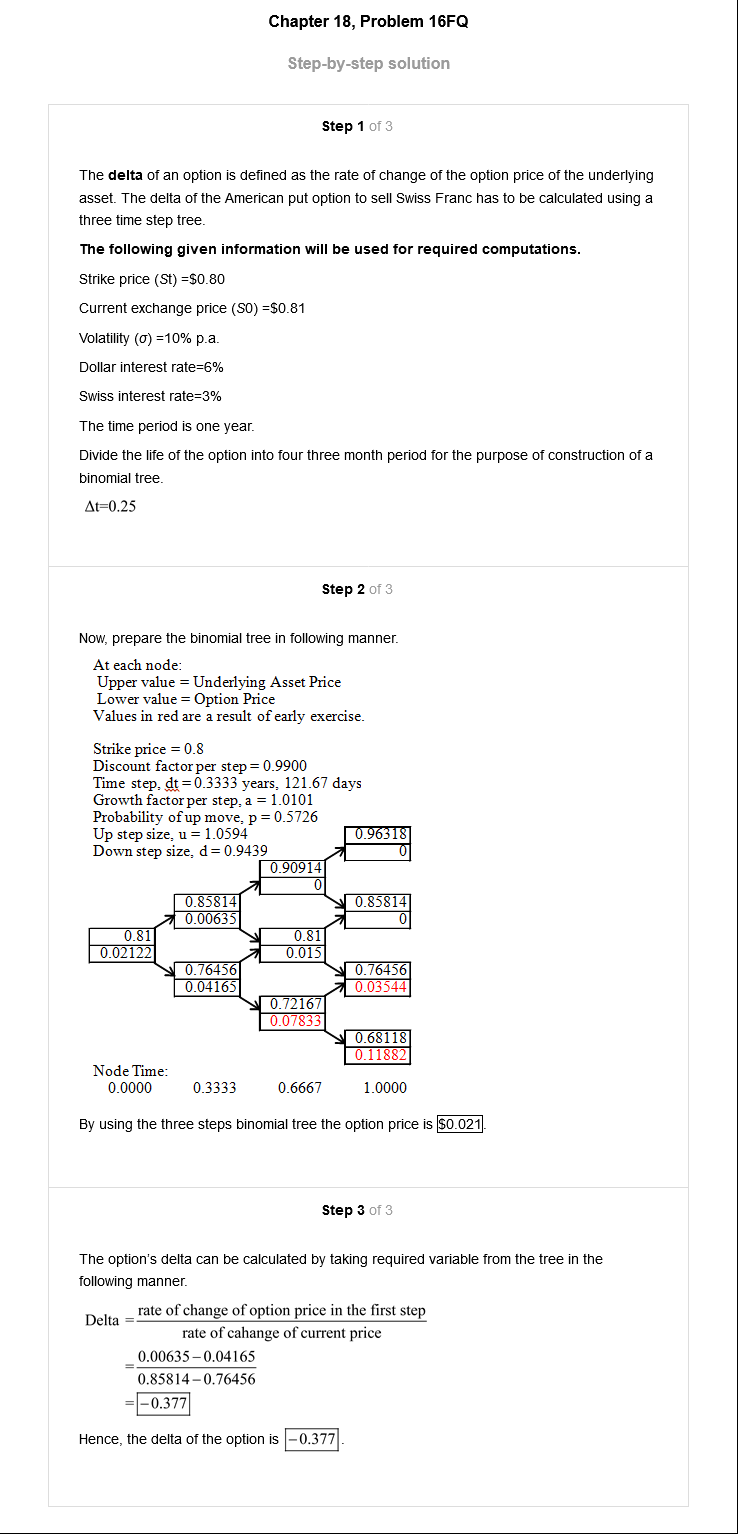 Chapter 18, Problem 16FQ
Step-by-step solution
Step 1 of 3
The delta of an option is defined as the rate of change of the option price of the underlying
asset. The delta of the American put option to sell Swiss Franc has to be calculated using a
three time step tree.
The following given information will be used for required computations.
Strike price (St) =$0.80
Current exchange price (S0) =$0.81
Volatility (σ) =10% p.a.
Dollar interest rate=6%
Swiss interest rate=3%
The time period is one year.
Divide the life of the option into four three month period for the purpose of construction of a
binomial tree.
Δt=0.25
Step 2 of 3
Now, prepare the binomial tree in following manner.
At each node:
Upper value = Underlying Asset Price
Lower value = Option Price
Values in red are a result of early exercise.
Strike price = 0.8
Discount factor per step = 0.9900
Time step, dt = 0.3333 years, 121.67 days
Growth factor per step, a = 1.0101
Probability of up move, p = 0.5726
Up step size, u = 1.0594
Down step size, d = 0.9439
0.96318
0
0.90914
0
0.85814
0.00635
0.85814
0
0.81
0.02122
0.81
0.015
0.76456
0.04165
0.76456
0.03544
0.72167
0.07833
0.68118
0.11882
Node Time:
0.0000 0.3333 0.6667 1.0000
By using the three steps binomial tree the option price is $0.021.
Step 3 of 3
The option's delta can be calculated by taking required variable from the tree in the
following manner.
Delta = rate of change of option price in the first step
rate of cahange of current price
= 0.00635 – 0.04165
0.85814 – 0.76456
= –0.377
Hence, the delta of the option is –0.377.